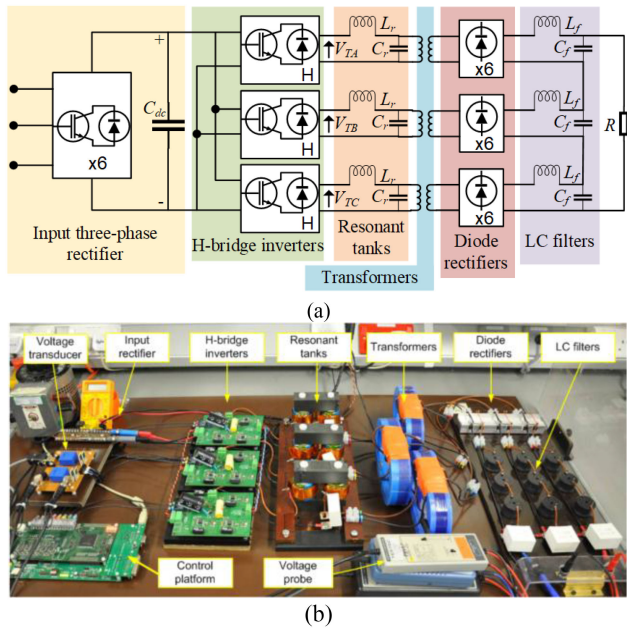 +
C_dc
-
x6
Input three-phase
rectifier
H
V_TA
H
V_TB
H
V_TC
H-bridge inverters
L_r
C_r
L_r
C_r
L_r
C_r
Resonant
tanks
Transformers
x6
x6
x6
Diode
rectifiers
L_f
C_f
L_f
C_f
L_f
C_f
LC filters
R
(a)
Voltage
transducer
Input
rectifier
H-bridge
inverters
Resonant
tanks
Transformers
Diode
rectifiers
LC filters
Control
platform
Voltage
probe
(b)